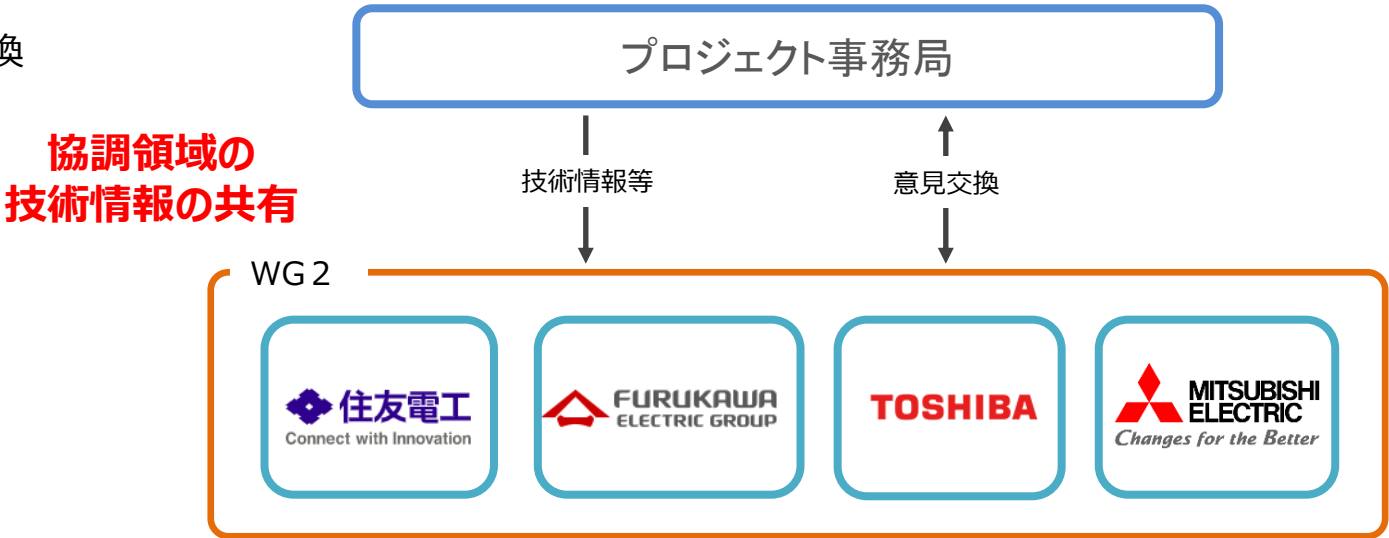 換
プロジェクト事務局
協調領域の
技術情報の共有
技術情報等
意見交換
WG2
住友電工
Connect with Innovation
FURUKAWA
ELECTRIC GROUP
TOSHIBA
MITSUBISHI
ELECTRIC
Changes for the Better